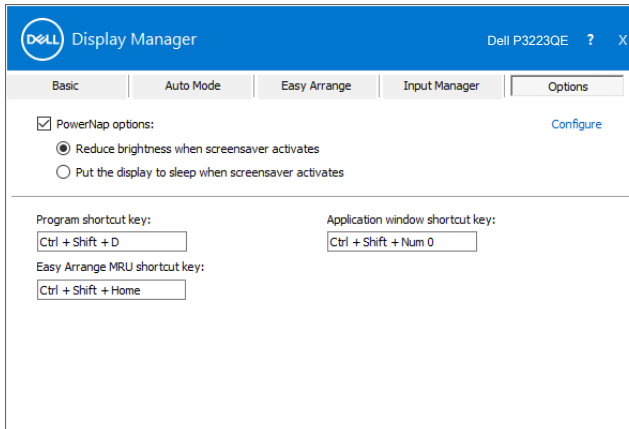 DELL Display Manager Dell P3223QE ? X
Basic Auto Mode Easy Arrange Input Manager Options
PowerNap options: Configure
Reduce brightness when screensaver activates
Put the display to sleep when screensaver activates
Program shortcut key: Application window shortcut key:
Ctrl + Shift + D Ctrl + Shift + Num 0
Easy Arrange MRU shortcut key:
Ctrl + Shift + Home